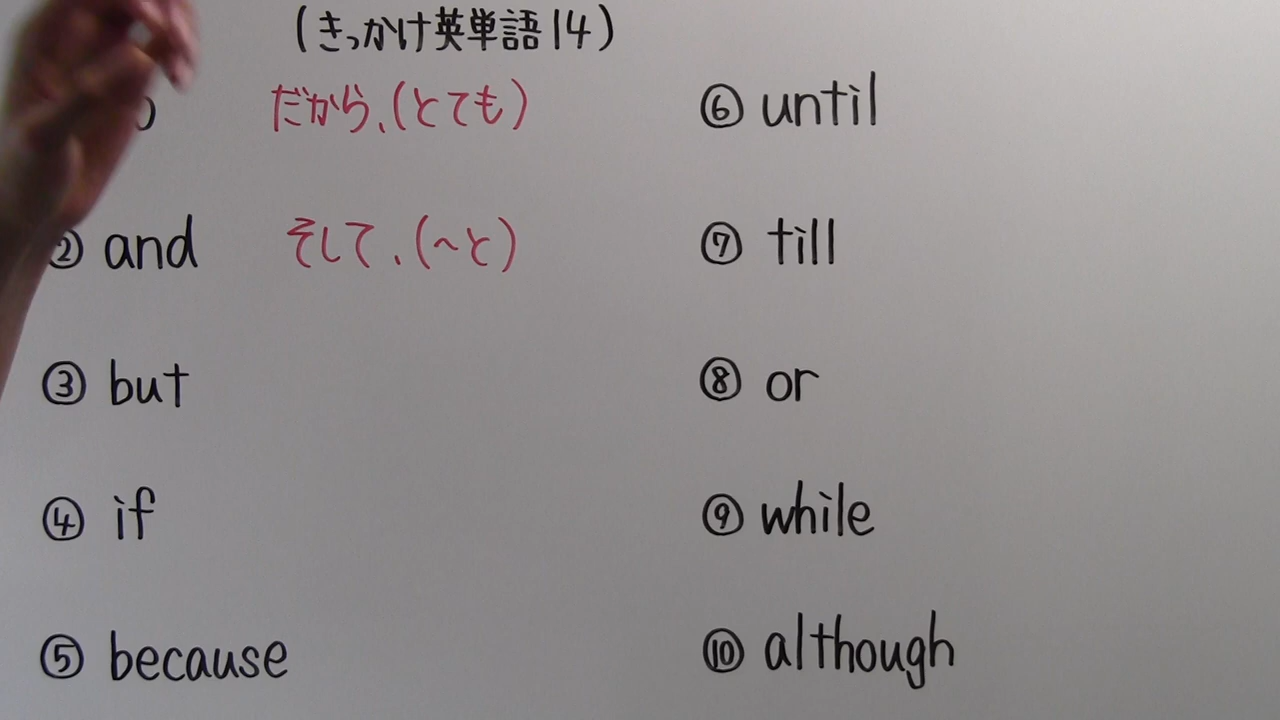 (きっかけ英単語14)
だから、(とても)
② and そして、(～と)
③ but
④ if
⑤ because
⑥ until
⑦ till
⑧ or
⑨ while
⑩ although